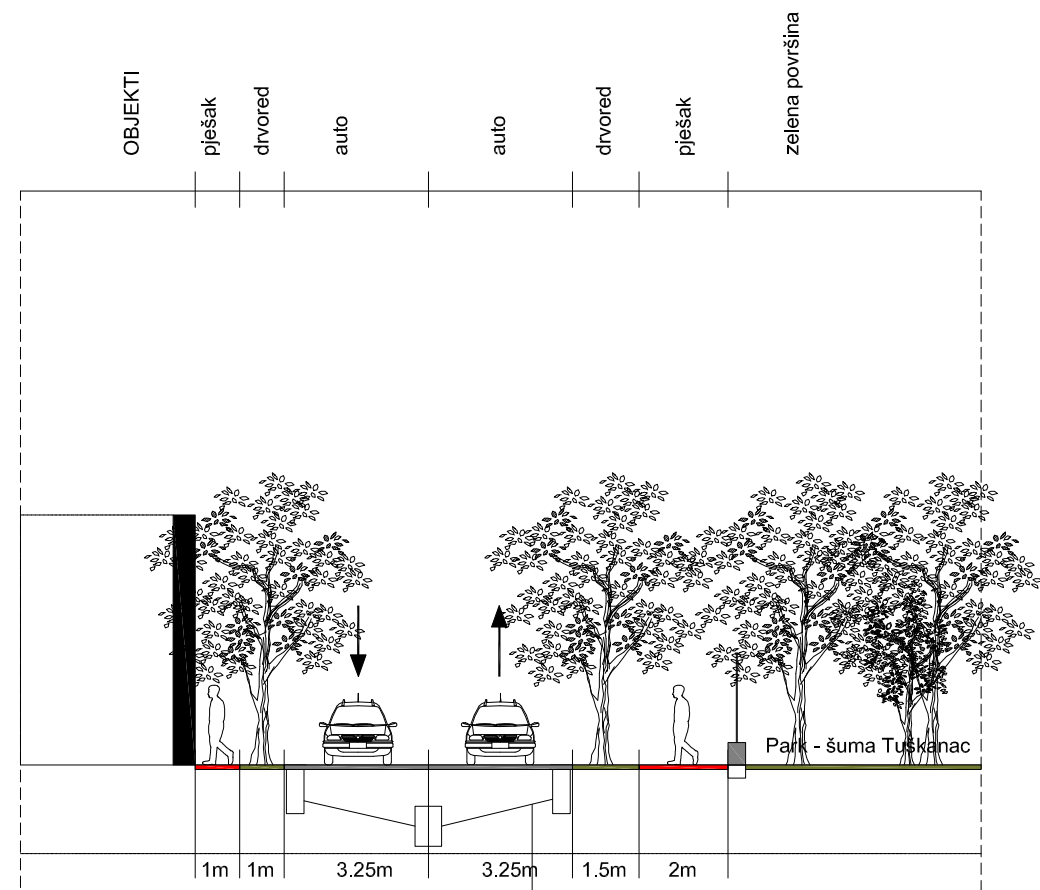 OBJEKTI
pješak
drvored
auto
auto
drvored
pješak
zelena površina
Park - šuma Tuškanac
1m
1m
3.25m
3.25m
1.5m
2m